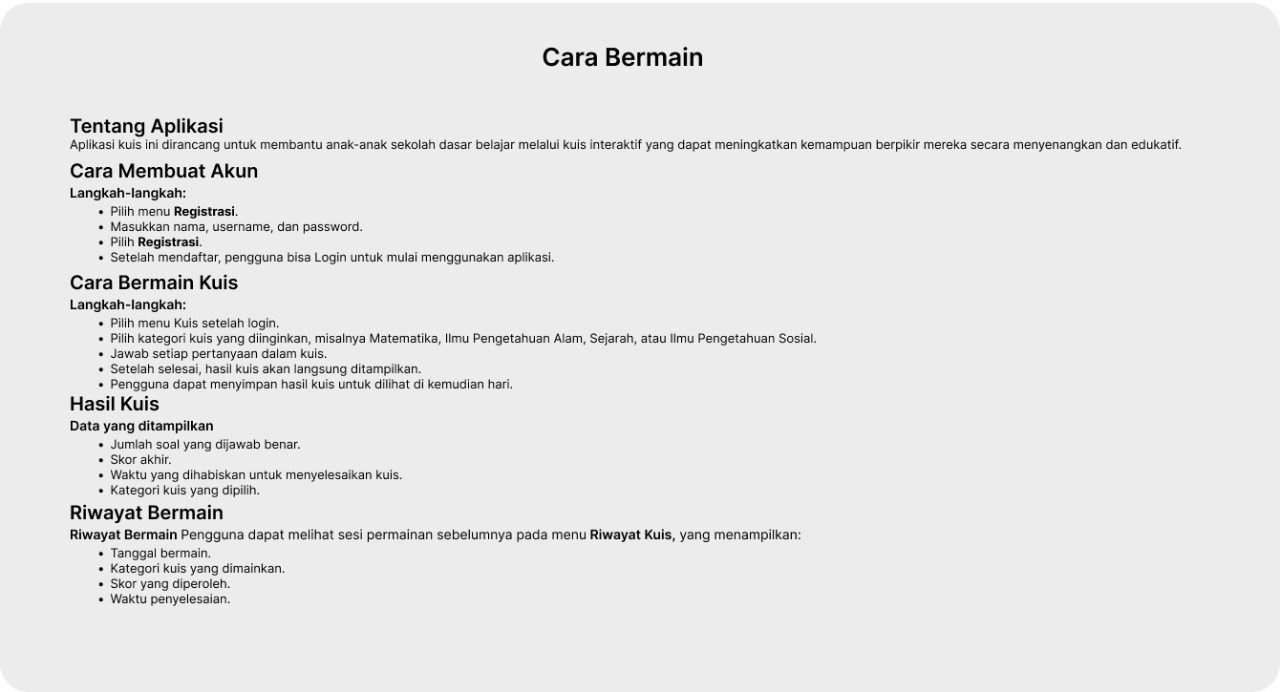 Cara Bermain
Tentang Aplikasi
Aplikasi kuis ini dirancang untuk membantu anak-anak sekolah dasar belajar melalui kuis interaktif yang dapat meningkatkan kemampuan berpikir mereka secara menyenangkan dan edukatif.
Cara Membuat Akun
Langkah-langkah:
• Pilih menu Registrasi.
• Masukkan nama, username, dan password.
• Pilih Registrasi.
• Setelah mendaftar, pengguna bisa Login untuk mulai menggunakan aplikasi.
Cara Bermain Kuis
Langkah-langkah:
• Pilih menu Kuis setelah login.
• Pilih kategori kuis yang diinginkan, misalnya Matematika, Ilmu Pengetahuan Alam, Sejarah, atau Ilmu Pengetahuan Sosial.
• Jawab setiap pertanyaan dalam kuis.
• Setelah selesai, hasil kuis akan langsung ditampilkan.
• Pengguna dapat menyimpan hasil kuis untuk dilihat di kemudian hari.
Hasil Kuis
Data yang ditampilkan
• Jumlah soal yang dijawab benar.
• Skor akhir.
• Waktu yang dihabiskan untuk menyelesaikan kuis.
• Kategori kuis yang dipilih.
Riwayat Bermain
Riwayat Bermain Pengguna dapat melihat sesi permainan sebelumnya pada menu Riwayat Kuis, yang menampilkan:
• Tanggal bermain.
• Kategori kuis yang dimainkan.
• Skor yang diperoleh.
• Waktu penyelesaian.